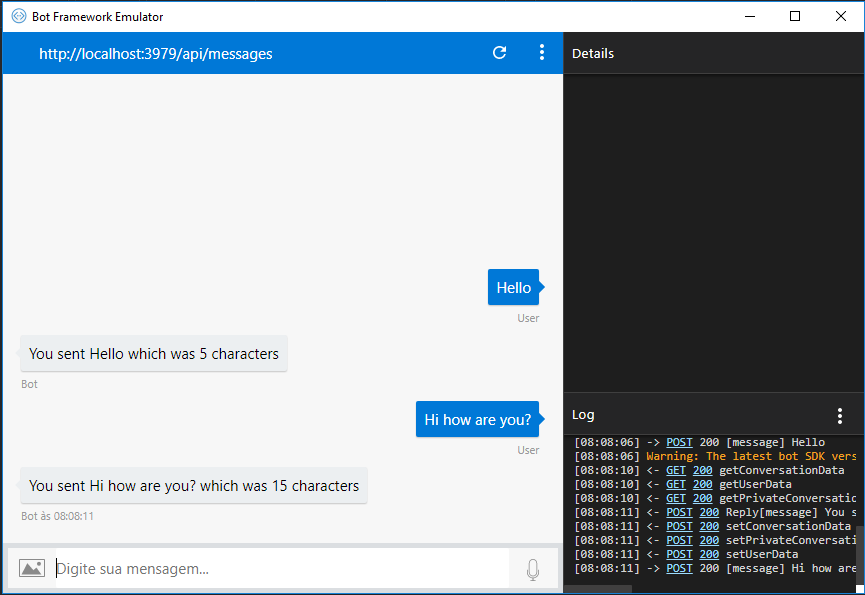 Bot Framework Emulator
http://localhost:3979/api/messages
Details
Hello
User
You sent Hello which was 5 characters
Bot
Hi how are you?
User
You sent Hi how are you? which was 15 characters
Bot às 08:08:11
Digite sua mensagem...
Log
[08:08:06] -> POST 200 [message] Hello
[08:08:06] Warning: The latest bot SDK vers
[08:08:10] <- GET 200 getConversationData
[08:08:10] <- GET 200 getUserData
[08:08:10] <- GET 200 getPrivateConversatio
[08:08:11] <- POST 200 Reply[message] You s
[08:08:11] <- POST 200 setConversationData
[08:08:11] <- POST 200 setPrivateConversati
[08:08:11] <- POST 200 setUserData
[08:08:11] -> POST 200 [message] Hi how are